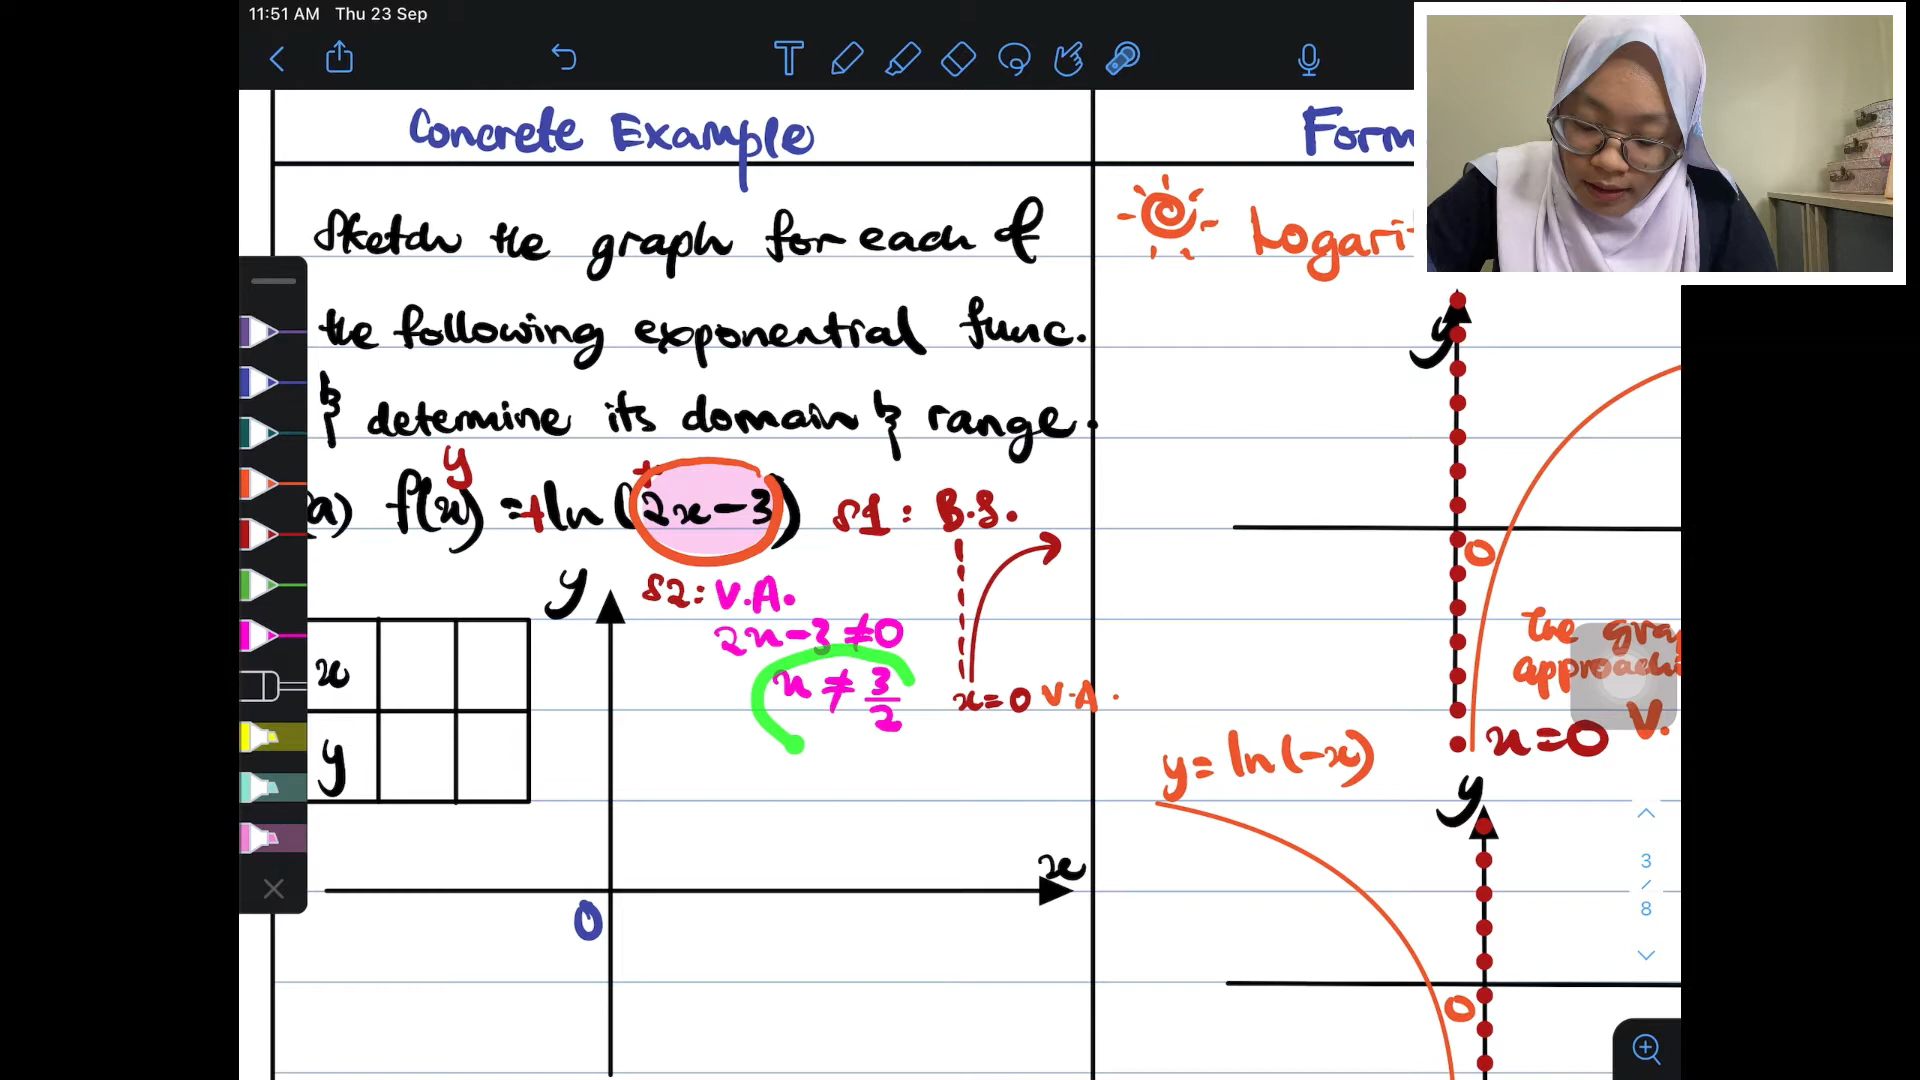 11:51 AM Thu 23 Sep
Concrete Example
Form
Sketch the graph for each of
the following exponential func.
& determine its domain & range.
Logari
y
a) f(x) = + ln (2x-3)
+
S1: B.S.
S2: V.A.
2x-3 ≠ 0
x ≠ 3/2
x=0 V.A.
x
y
y
x
0
y
0
the gra
approachi
V.
x=0
y = ln(-x)
y
0
3
/
8